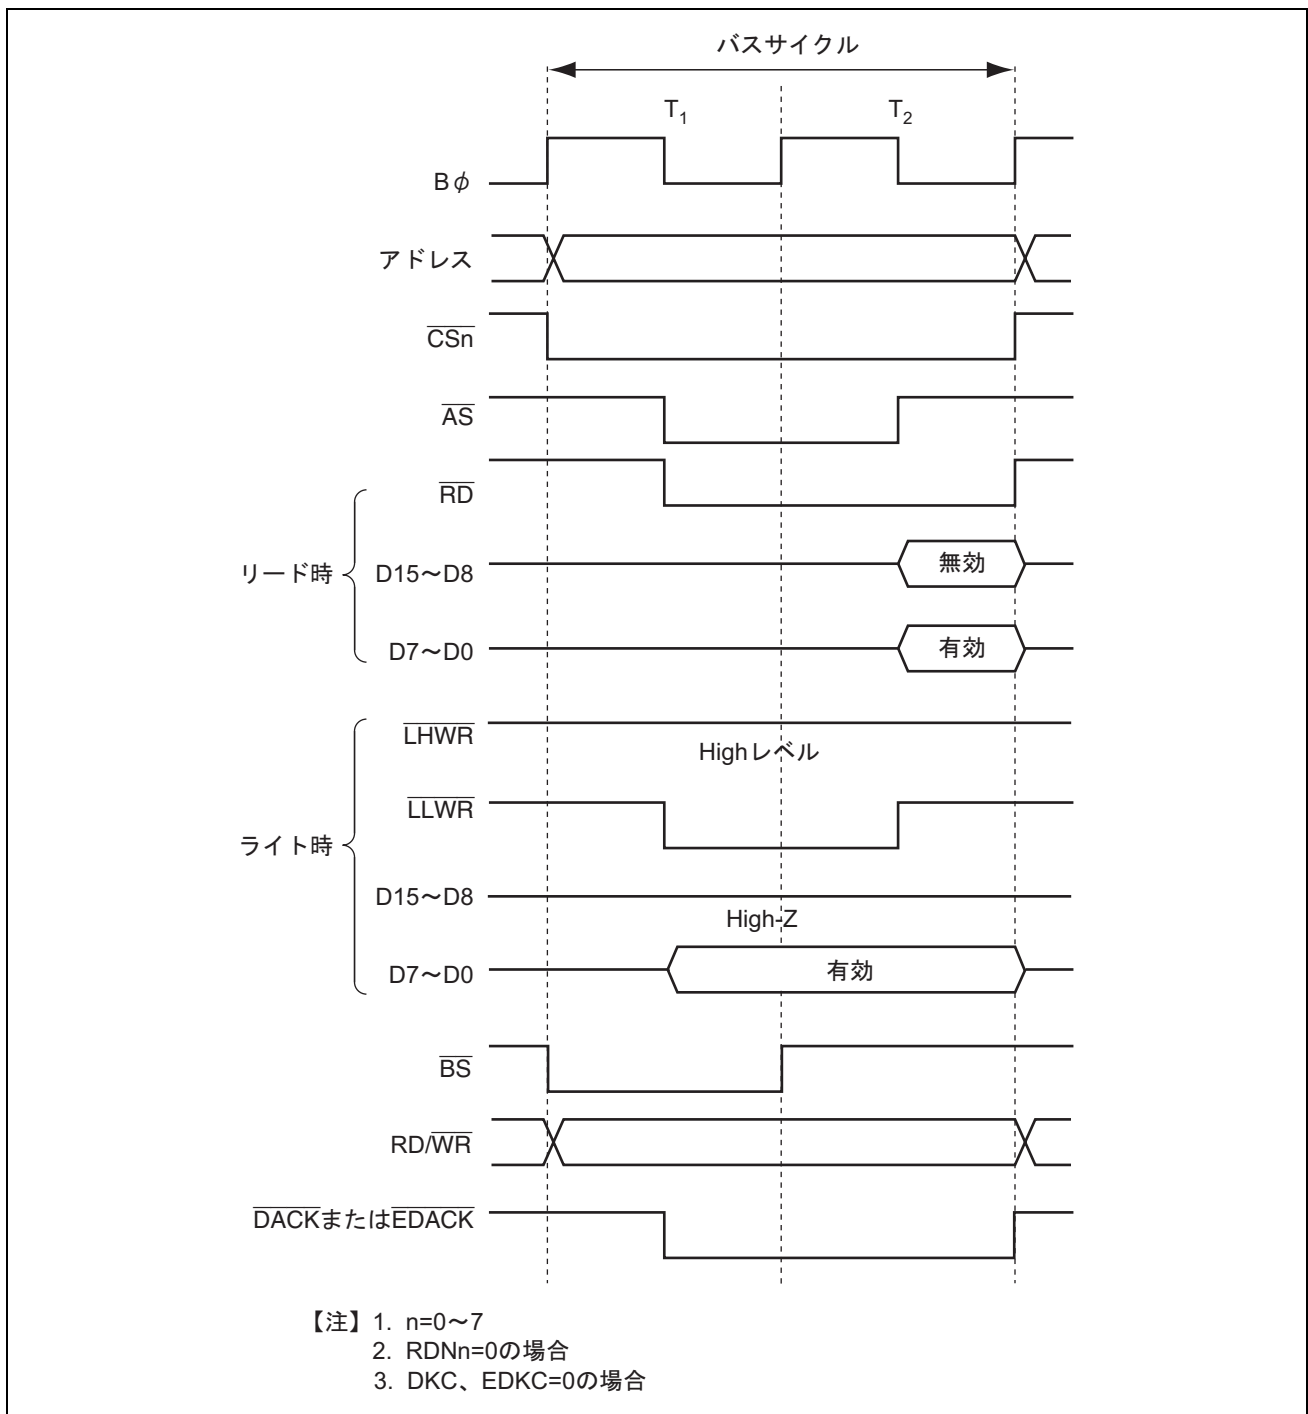 バスサイクル
T1 T2
Bφ
アドレス
CSn
AS
RD
リード時 D15～D8 無効
D7～D0 有効
LHWR
Highレベル
LLWR
ライト時
D15～D8
High-Z
D7～D0 有効
BS
RD/WR
DACKまたはEDACK
【注】1. n=0～7
2. RDNn=0の場合
3. DKC、EDKC=0の場合